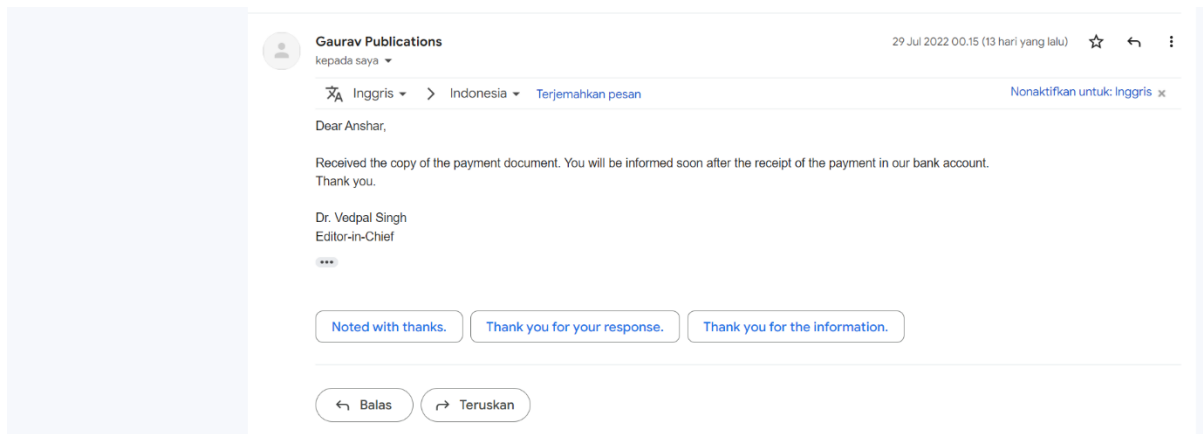 Gaurav Publications
29 Jul 2022 00.15 (13 hari yang lalu)
kepada saya
Inggris > Indonesia Terjemahkan pesan
Nonaktifkan untuk: Inggris x
Dear Anshar,
Received the copy of the payment document. You will be informed soon after the receipt of the payment in our bank account.
Thank you.
Dr. Vedpal Singh
Editor-in-Chief
Noted with thanks. Thank you for your response. Thank you for the information.
Balas Teruskan